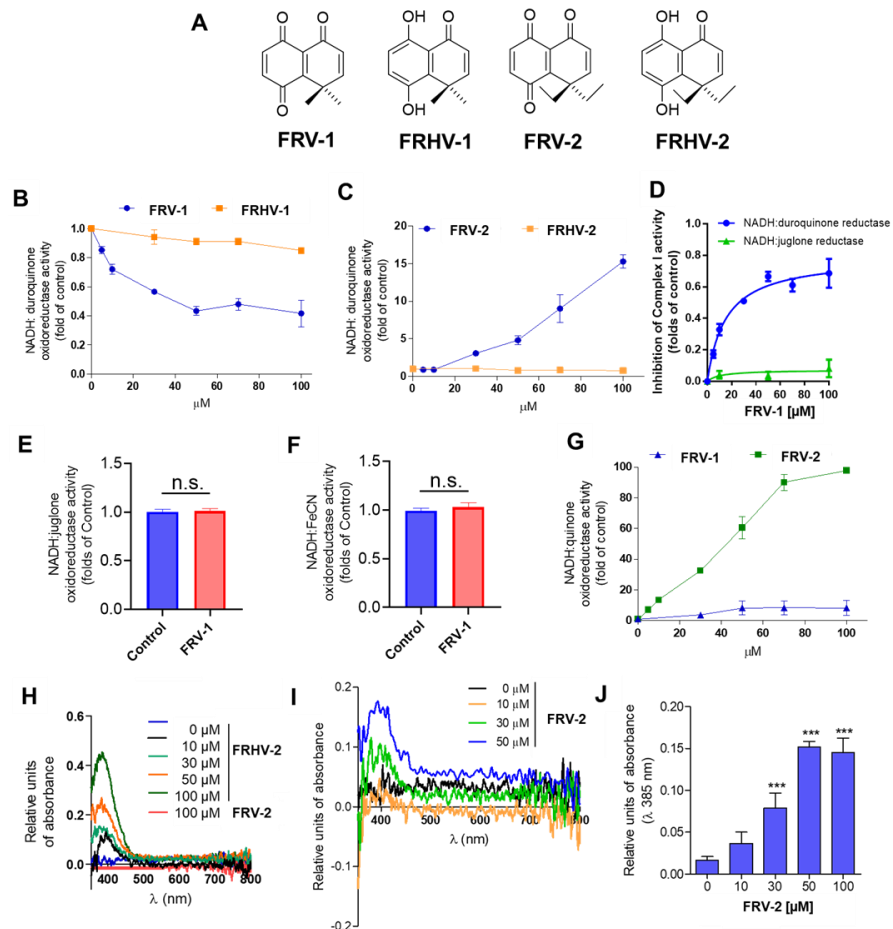 A
O
O
OH
O
O
O
OH
O
O
OH
O
OH
FRV-1
FRHV-1
FRV-2
FRHV-2
B
FRV-1
FRHV-1
NADH: duroquinone
oxidoreductase activity
(fold of control)
1.0
0.8
0.6
0.4
0.2
0.0
0
20
40
60
80
100
µM
C
FRV-2
FRHV-2
NADH: duroquinone
oxidoreductase activity
(fold of control)
20
15
10
5
0
0
20
40
60
80
100
µM
D
NADH:duroquinone reductase
NADH:juglone reductase
Inhibition of Complex I activity
(folds of control)
1.0
0.8
0.6
0.4
0.2
0.0
0
20
40
60
80
100
FRV-1 [µM]
E
n.s.
NADH:juglone
oxidoreductase activity
(folds of Control)
1.5
1.0
0.5
0.0
Control
FRV-1
F
n.s.
NADH:FeCN
oxidoreductase activity
(folds of Control)
1.5
1.0
0.5
0.0
Control
FRV-1
G
FRV-1
FRV-2
NADH:quinone
oxidoreductase activity
(fold of control)
100
80
60
40
20
0
0
20
40
60
80
100
µM
H
0 µM
10 µM
30 µM
50 µM
100 µM
100 µM
FRHV-2
FRV-2
Relative units
of absorbance
0.6
0.4
0.2
0.0
400
500
600
700
800
λ (nm)
I
0 µM
10 µM
30 µM
50 µM
FRV-2
Relative units of absorbance
0.2
0.1
0.0
-0.1
-0.2
400
500
600
700
800
λ (nm)
J
Relative units of absorbance
(λ 385 nm)
0.20
0.15
0.10
0.05
0.00
***
***
***
0
10
30
50
100
FRV-2 [µM]